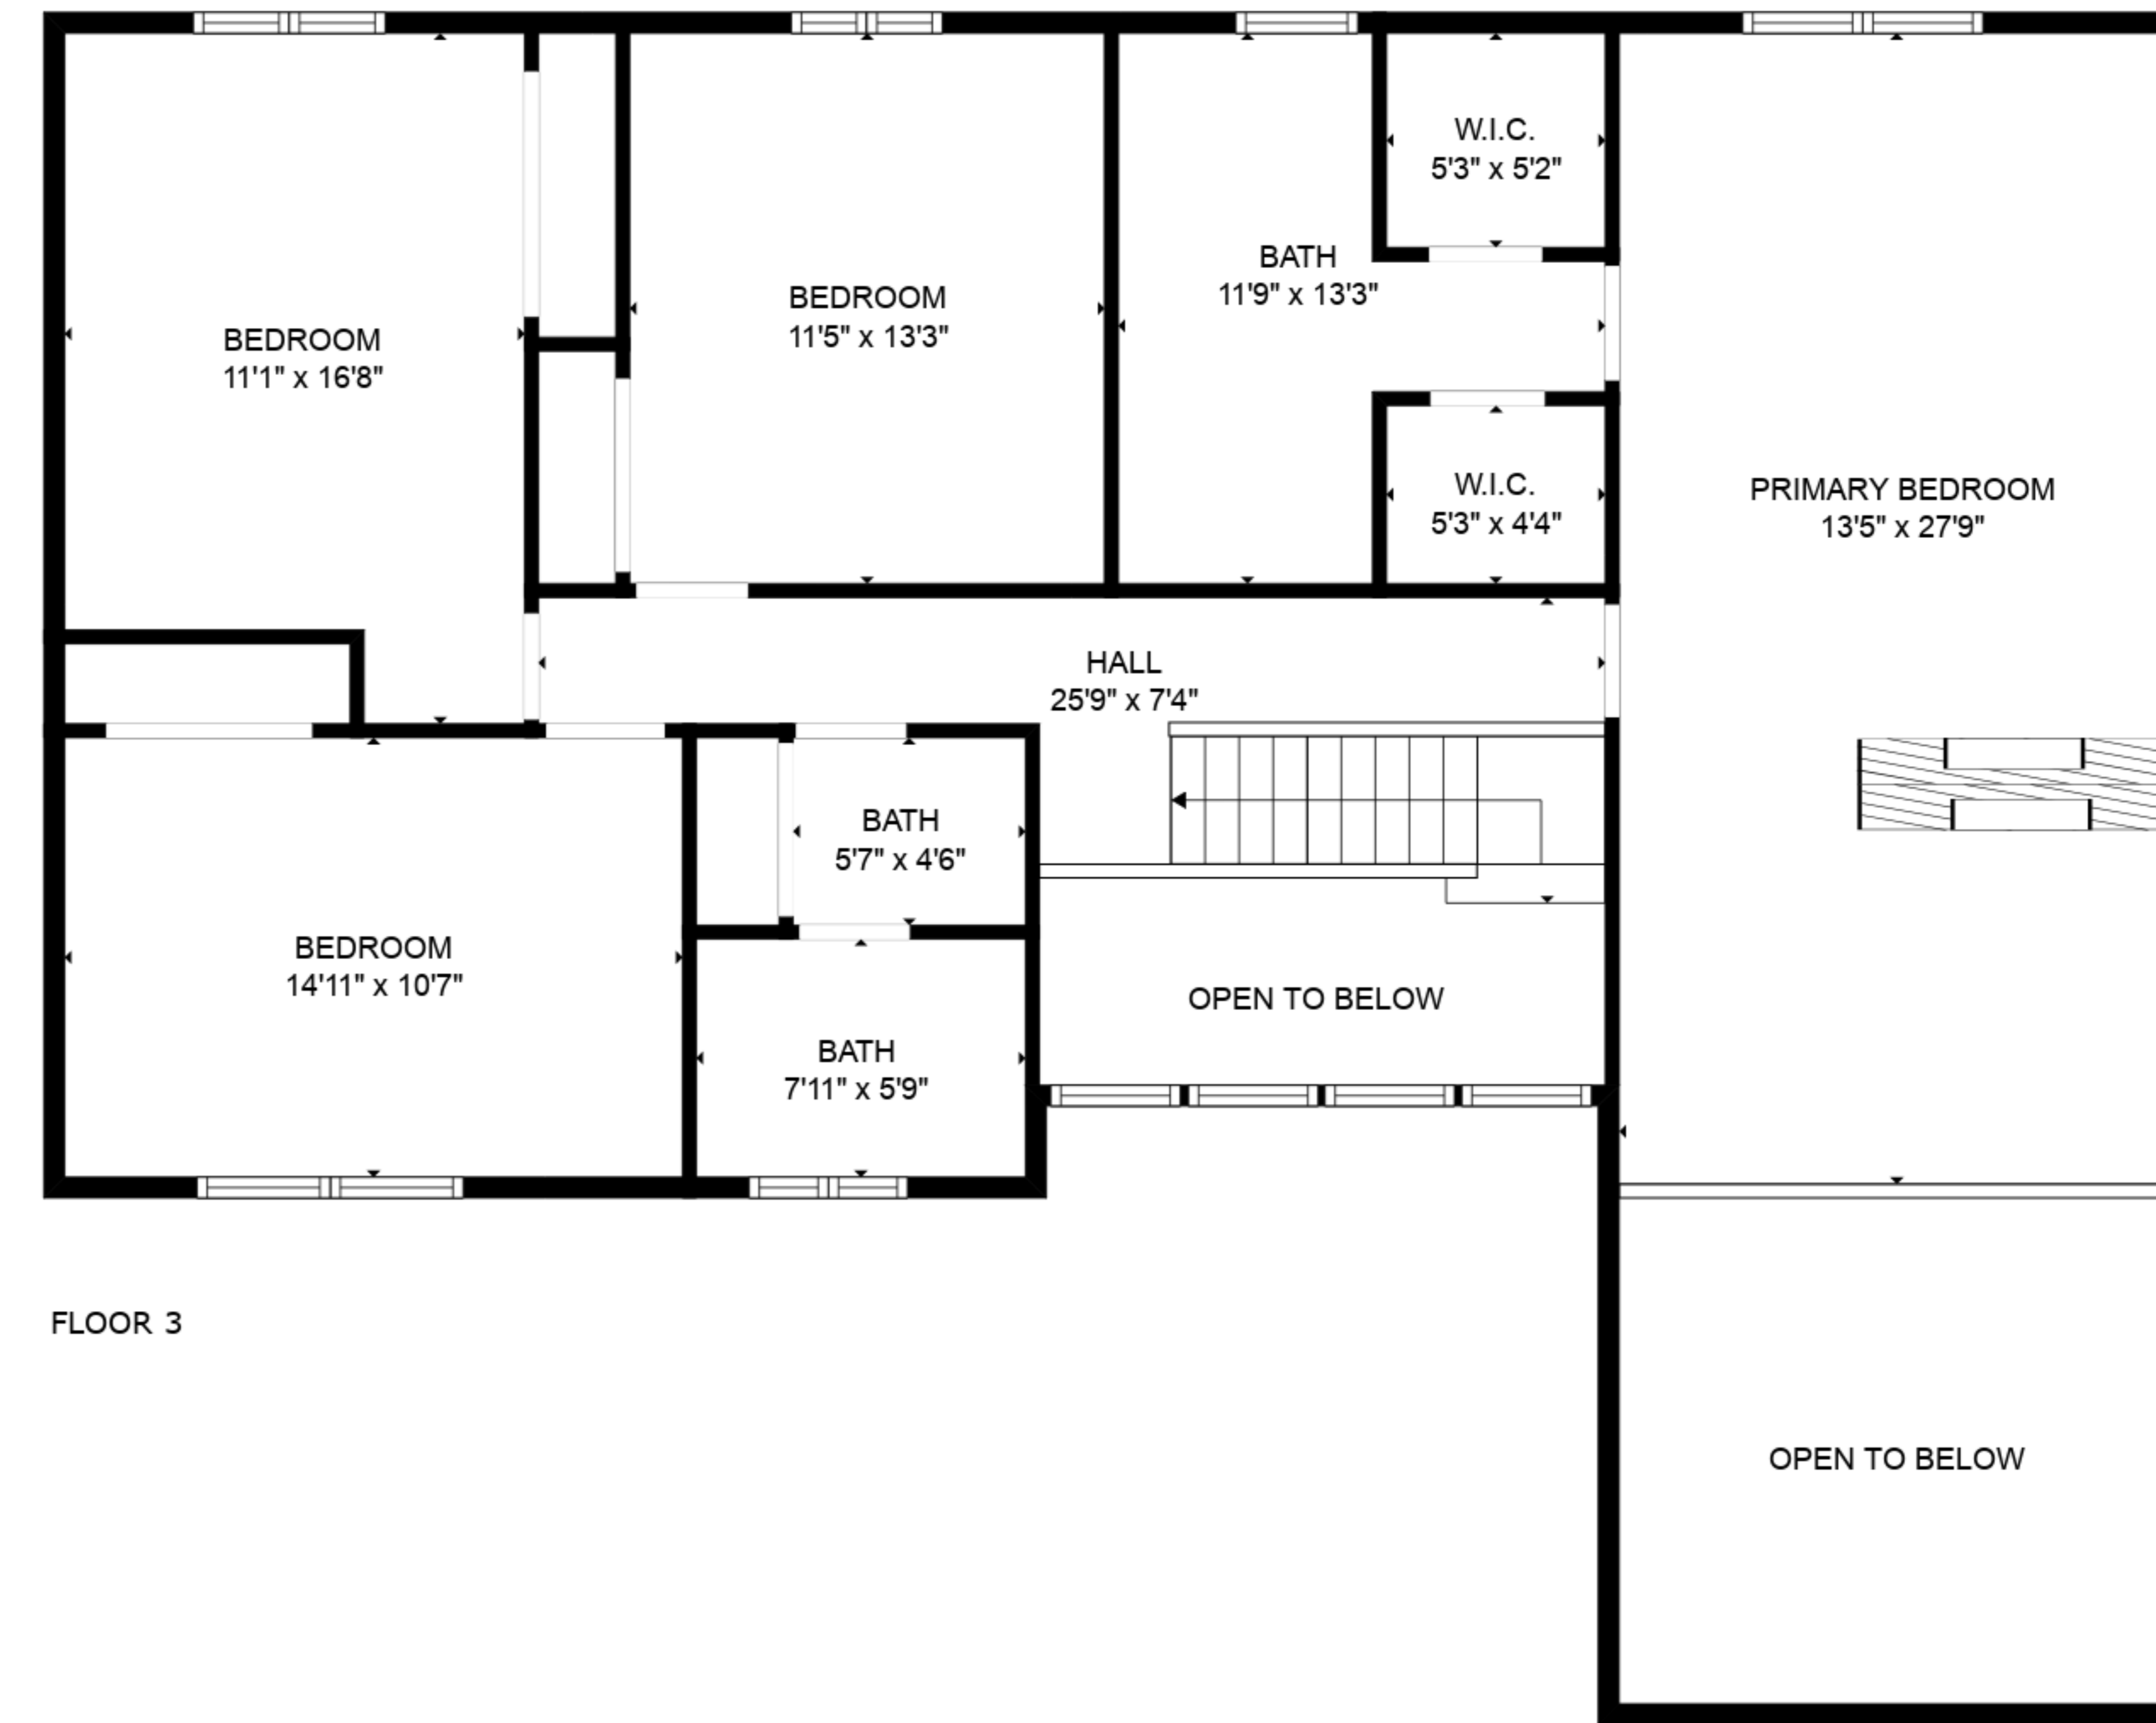 W.I.C.
5'3" x 5'2"
BATH
11'9" x 13'3"
BEDROOM
11'5" x 13'3"
BEDROOM
11'1" x 16'8"
W.I.C.
5'3" x 4'4"
PRIMARY BEDROOM
13'5" x 27'9"
HALL
25'9" x 7'4"
BATH
5'7" x 4'6"
BEDROOM
14'11" x 10'7"
OPEN TO BELOW
BATH
7'11" x 5'9"
FLOOR 3
OPEN TO BELOW